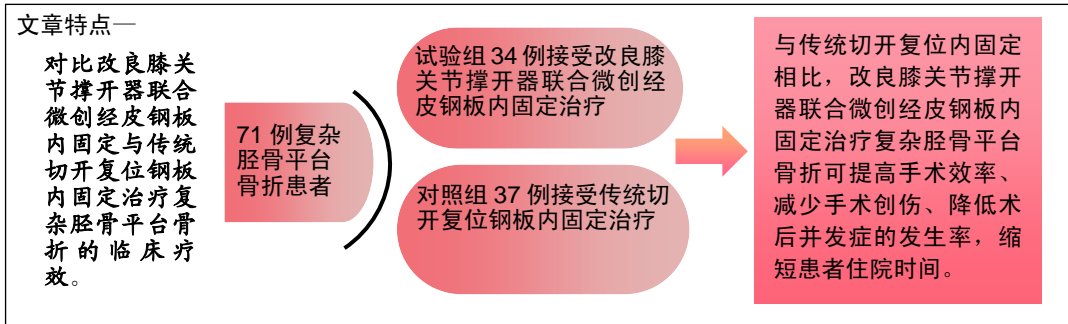 文章特点—
对比改良膝关
节撑开器联合
微创经皮钢板
内固定与传统
切开复位钢板
内固定治疗复
杂胫骨平台骨
折的临床疗
效。
71 例复杂
胫骨平台
骨折患者
试验组 34 例接受改良膝
关节撑开器联合微创经
皮钢板内固定治疗
对照组 37 例接受传统切
开复位钢板内固定治疗
与传统切开复位内固定
相比，改良膝关节撑开
器联合微创经皮钢板内
固定治疗复杂胫骨平台
骨折可提高手术效率、
减少手术创伤、降低术
后并发症的发生率，缩
短患者住院时间。